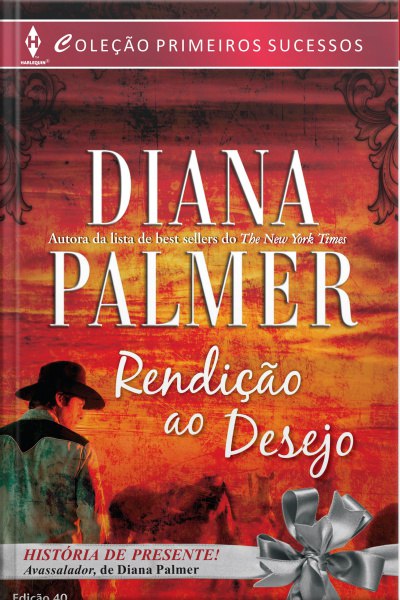 H
HARLEQUIN®
COLEÇÃO PRIMEIROS SUCESSOS
DIANA
Autora da lista de best sellers do The New York Times
PALMER
Rendição
ao Desejo
HISTÓRIA DE PRESENTE!
Avassalador, de Diana Palmer
Edição 40